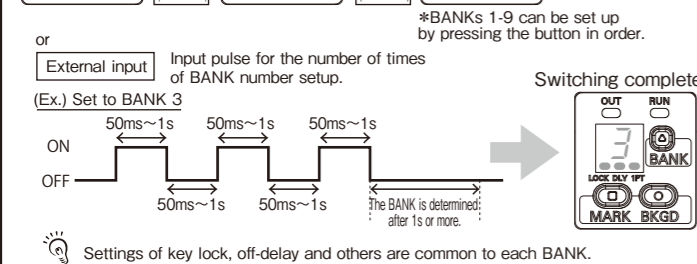 *BANKs 1-9 can be set up
by pressing the button in order.
or
External input
Input pulse for the number of times
of BANK number setup.
Switching complete
(Ex.) Set to BANK 3
50ms~1s 50ms~1s 50ms~1s
ON
OFF
50ms~1s 50ms~1s
The BANK is determined
after 1s or more.
OUT RUN
3
BANK
LOCK DLY 1PT
MARK BKGD
Settings of key lock, off-delay and others are common to each BANK.